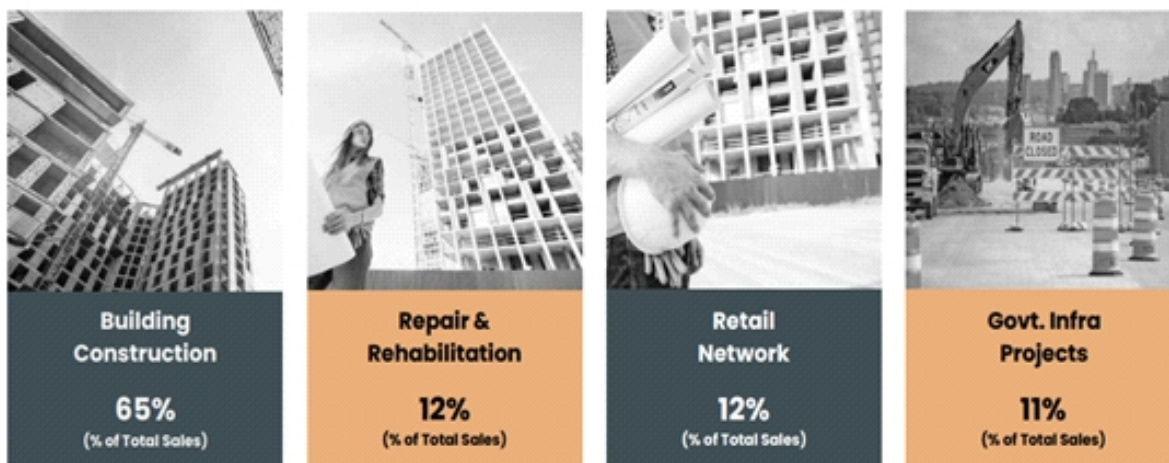 ROAD
CLOSED
Building
Construction
65%
(% of Total Sales)
Repair &
Rehabilitation
12%
(% of Total Sales)
Retail
Network
12%
(% of Total Sales)
Govt. Infra
Projects
11%
(% of Total Sales)